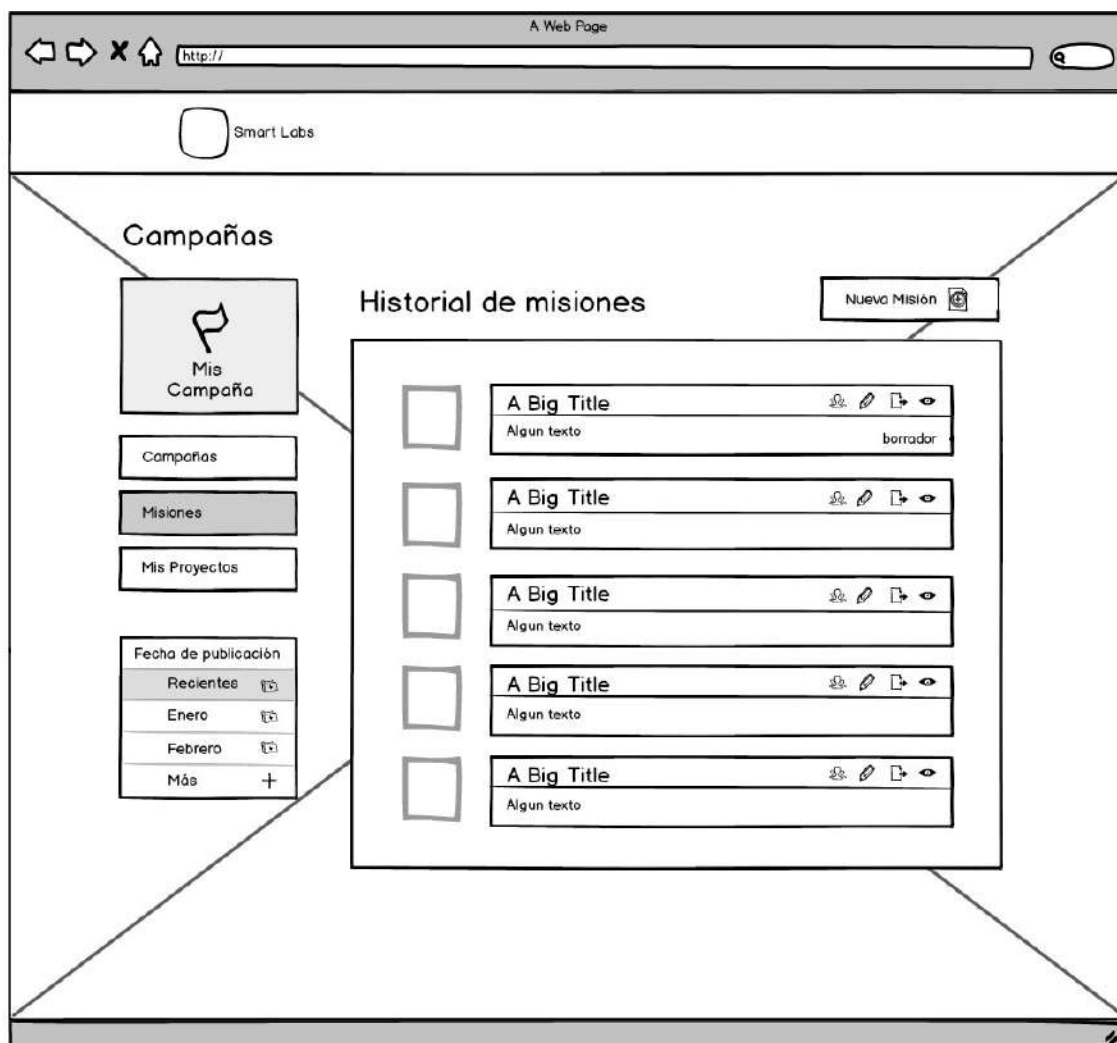 A Web Page
http://
Smart Labs
Campañas
Mis
Campaña
Campañas
Misiones
Mis Proyectos
Fecha de publicación
Recientes
Enero
Febrero
Más
Historial de misiones
Nueva Misión
A Big Title
Algun texto
borrador
A Big Title
Algun texto
A Big Title
Algun texto
A Big Title
Algun texto
A Big Title
Algun texto